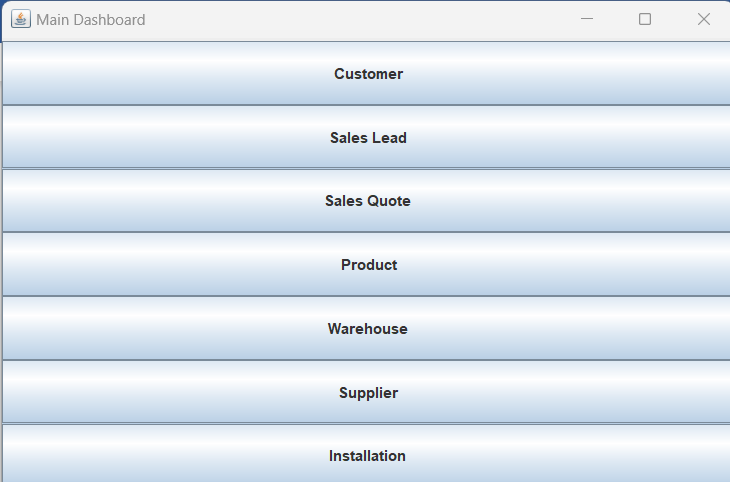 Main Dashboard
Customer
Sales Lead
Sales Quote
Product
Warehouse
Supplier
Installation